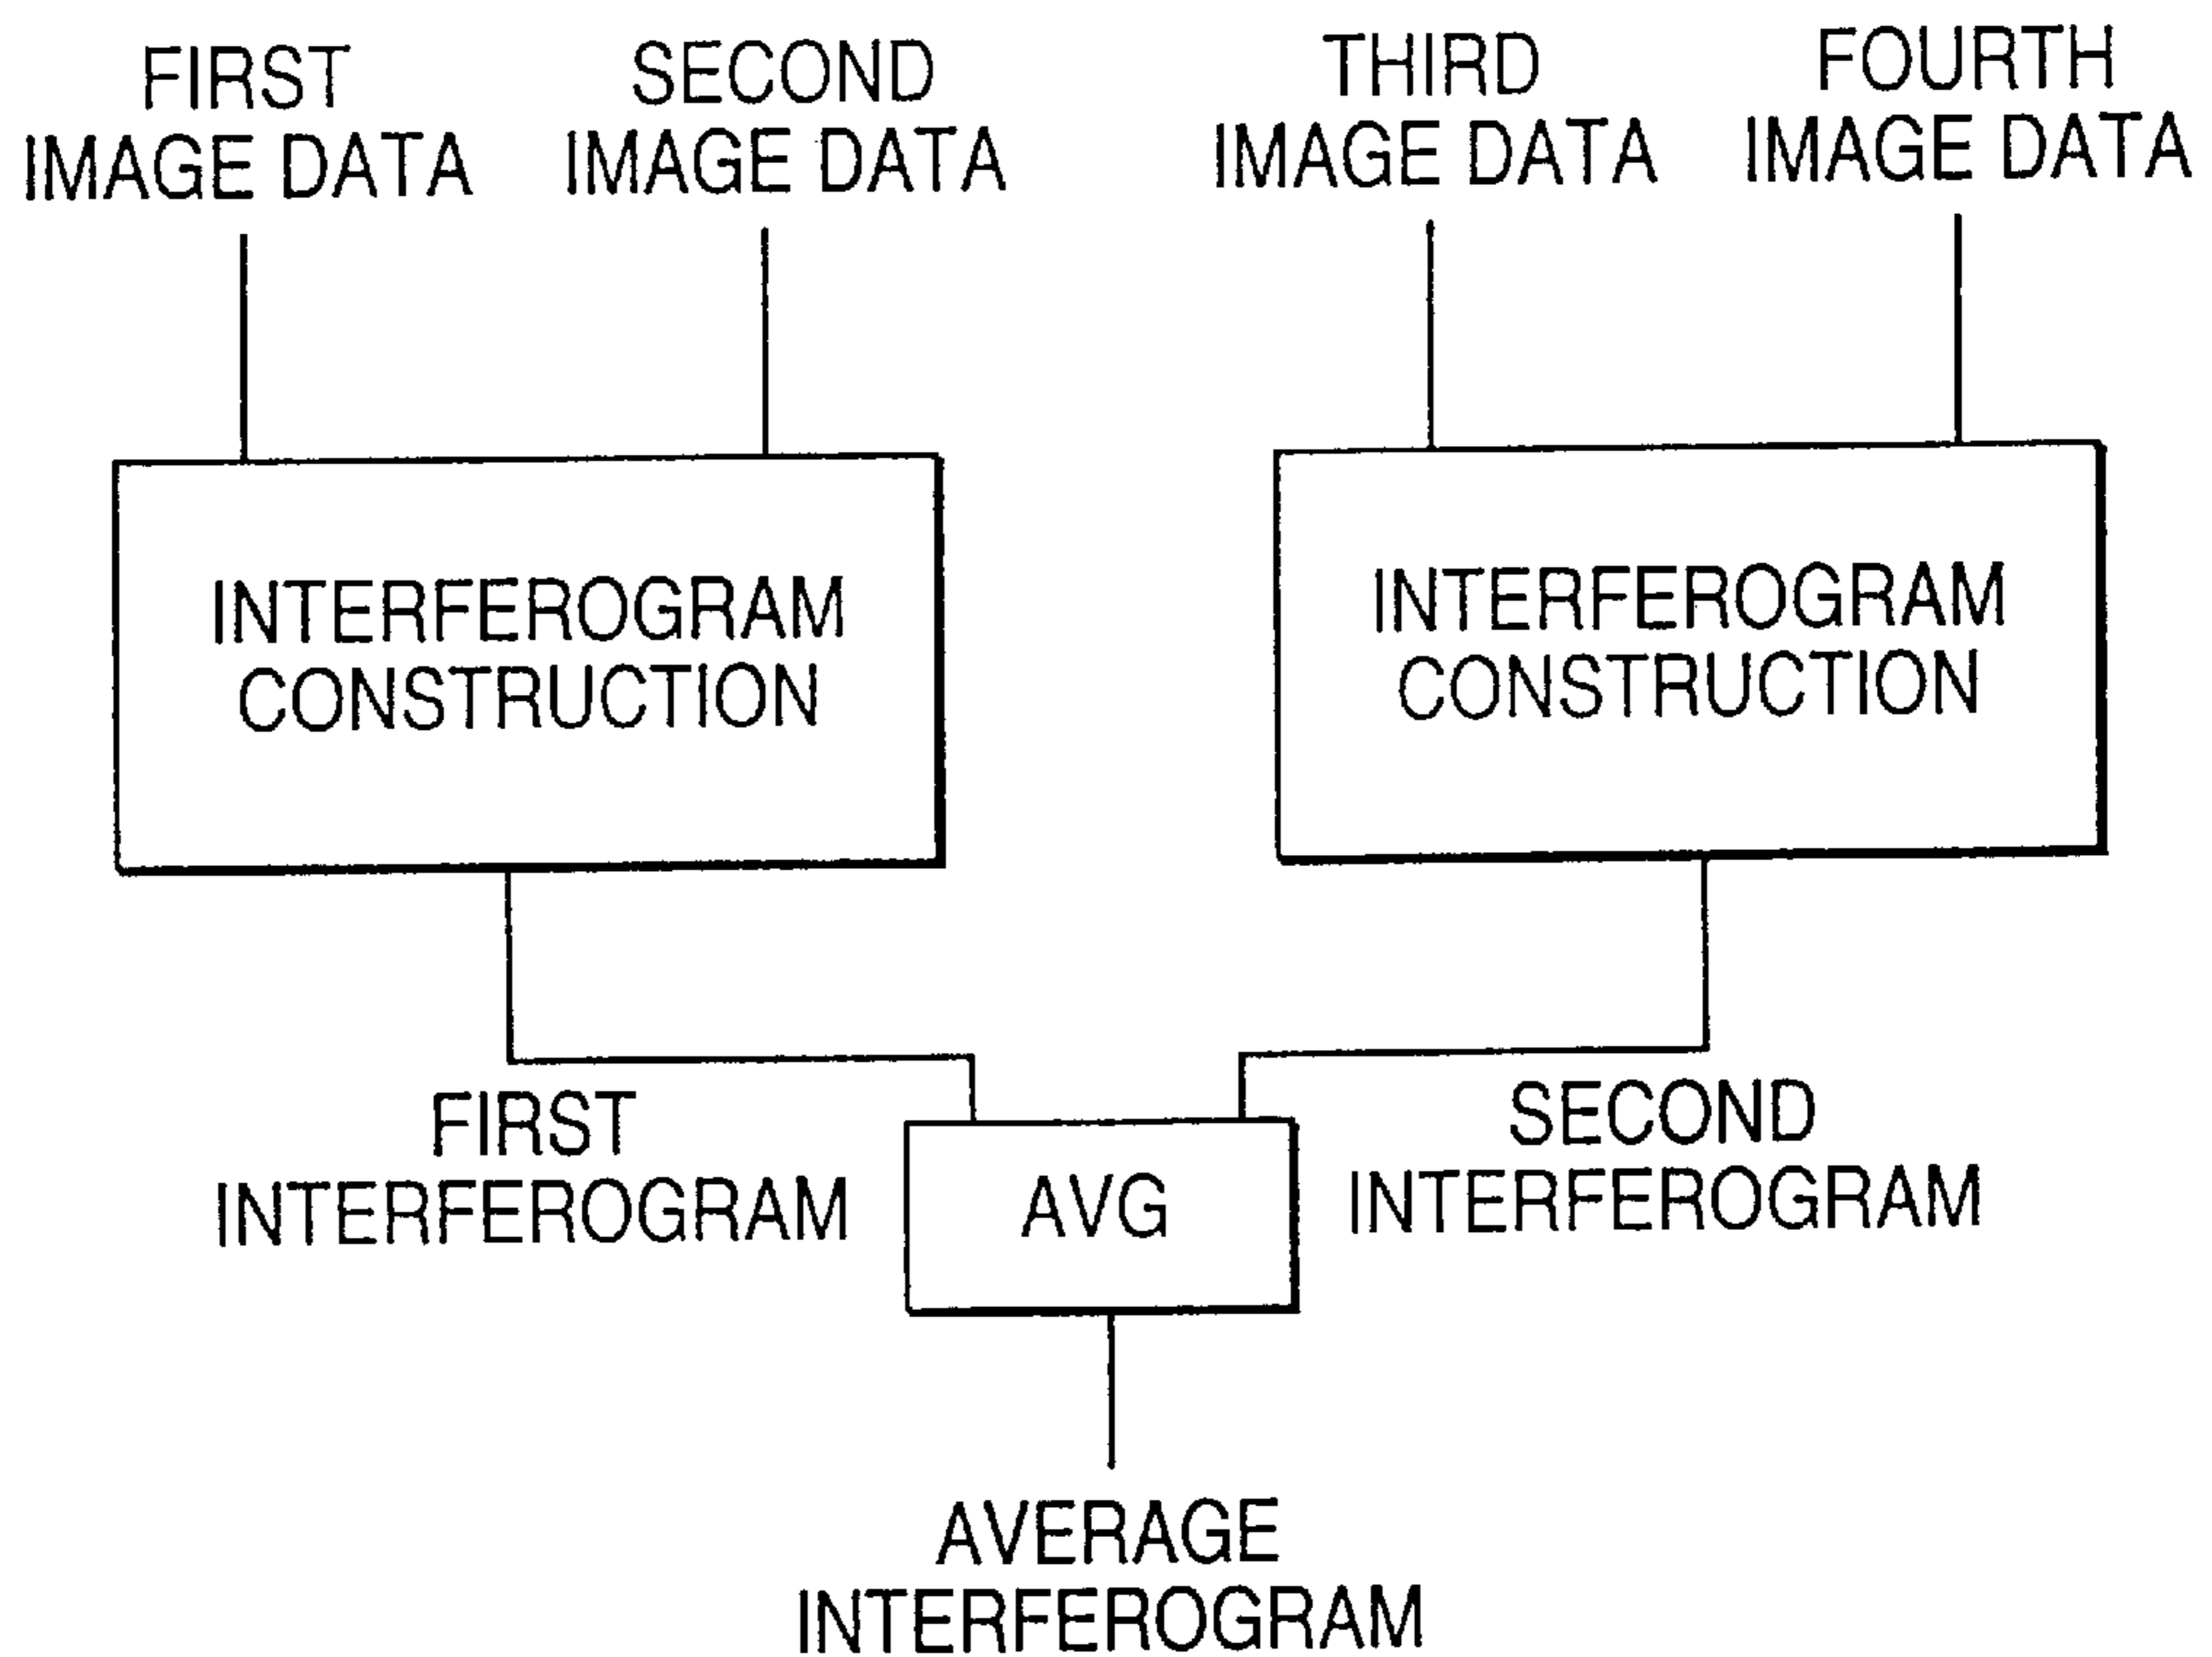 FIRST
IMAGE DATA
SECOND
IMAGE DATA
THIRD
IMAGE DATA
FOURTH
IMAGE DATA
INTERFEROGRAM
CONSTRUCTION
INTERFEROGRAM
CONSTRUCTION
FIRST
INTERFEROGRAM
AVG
SECOND
INTERFEROGRAM
AVERAGE
INTERFEROGRAM